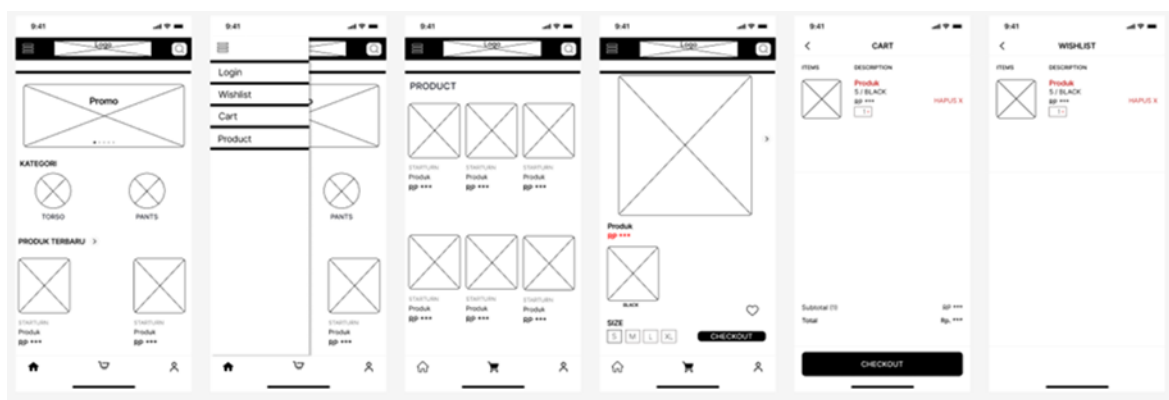 9:41
Logo
Promo
KATEGORI
TORSO PANTS
PRODUK TERBARU >
STARTURN STARTURN
Produk Produk
RP *** RP ***
9:41
Login
Wishlist
Cart
Product
PANTS
STARTURN
Produk
RP ***
9:41
Logo
PRODUCT
STARTURN STARTURN STARTURN
Produk Produk Produk
RP *** RP *** RP ***
STARTURN STARTURN STARTURN
Produk Produk Produk
RP *** RP *** RP ***
9:41
Logo
Produk
RP ***
BLACK
SIZE
S M L XL CHECKOUT
9:41
CART
ITEMS DESCRIPTION
Produk
S / BLACK
RP *** HAPUS X
Subtotal (1) RP ***
Total Rp. ***
CHECKOUT
9:41
WISHLIST
ITEMS DESCRIPTION
Produk
S / BLACK
RP *** HAPUS X